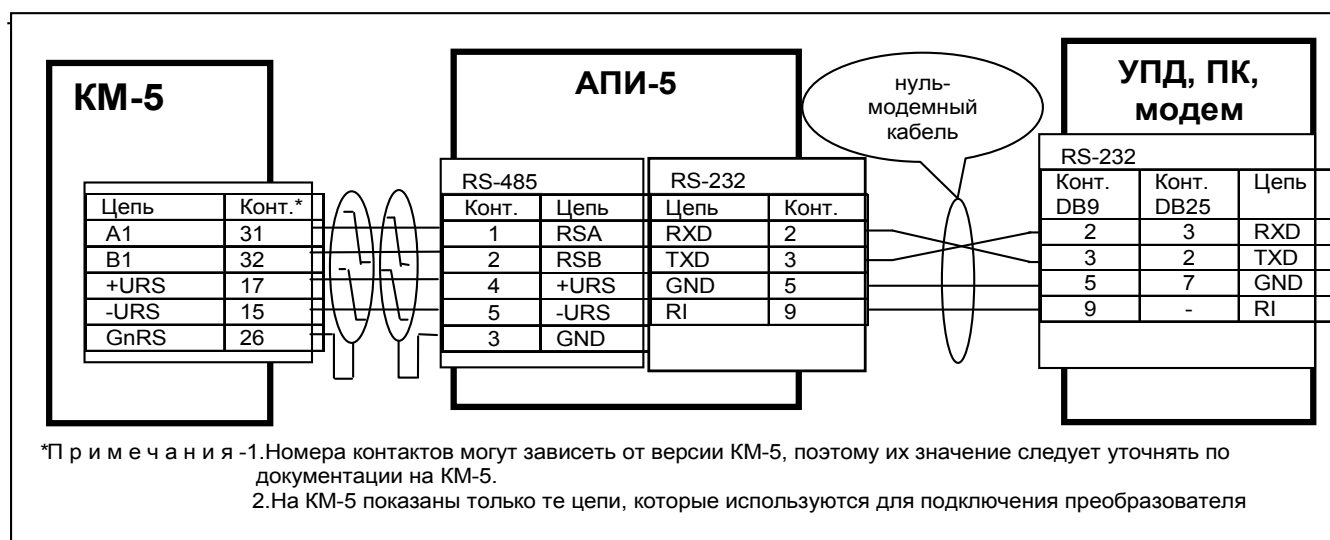 КМ-5
АПИ-5
нуль-
модемный
кабель
УПД, ПК,
модем
Цепь Конт.*
А1 31
В1 32
+URS 17
-URS 15
GnRS 26
RS-485
Конт. Цепь
1 RSA
2 RSB
4 +URS
5 -URS
3 GND
RS-232
Цепь Конт.
RXD 2
TXD 3
GND 5
RI 9
RS-232
Конт. Конт. Цепь
DB9 DB25
2 3 RXD
3 2 TXD
5 7 GND
9 - RI
*П р и м е ч а н и я -1.Номера контактов могут зависеть от версии КМ-5, поэтому их значение следует уточнять по
документации на КМ-5.
2.На КМ-5 показаны только те цепи, которые используются для подключения преобразователя